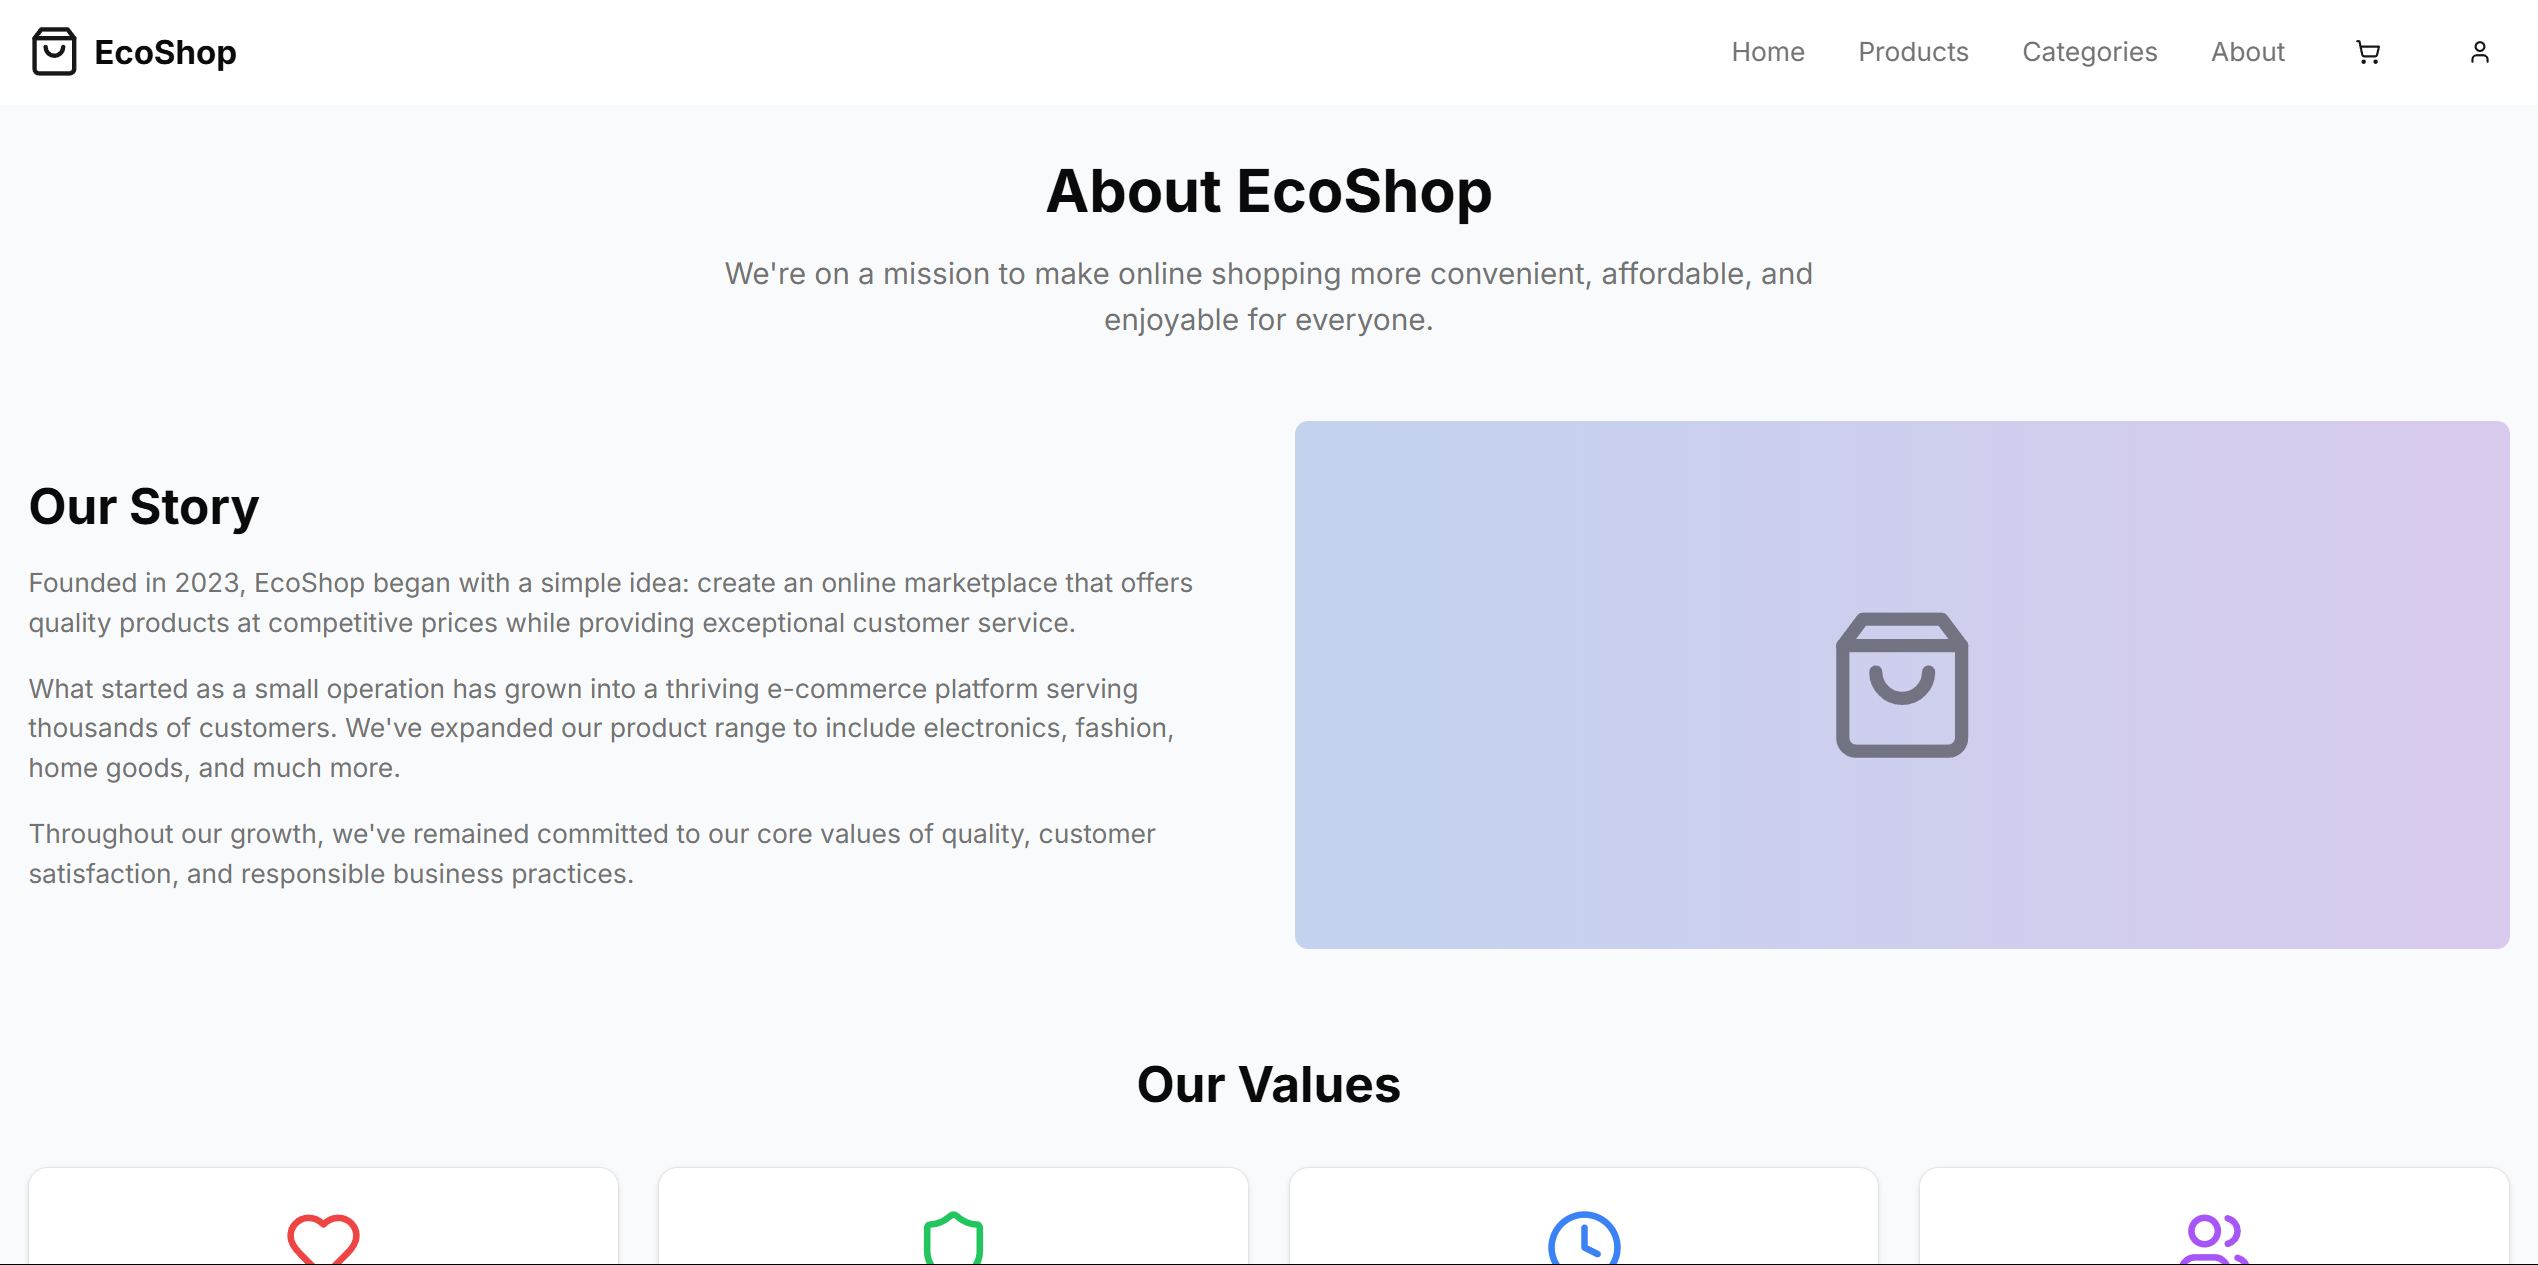 EcoShop
Home
Products
Categories
About
About EcoShop
We're on a mission to make online shopping more convenient, affordable, and
enjoyable for everyone.
Our Story
Founded in 2023, EcoShop began with a simple idea: create an online marketplace that offers
quality products at competitive prices while providing exceptional customer service.
What started as a small operation has grown into a thriving e-commerce platform serving
thousands of customers. We've expanded our product range to include electronics, fashion,
home goods, and much more.
Throughout our growth, we've remained committed to our core values of quality, customer
satisfaction, and responsible business practices.
Our Values